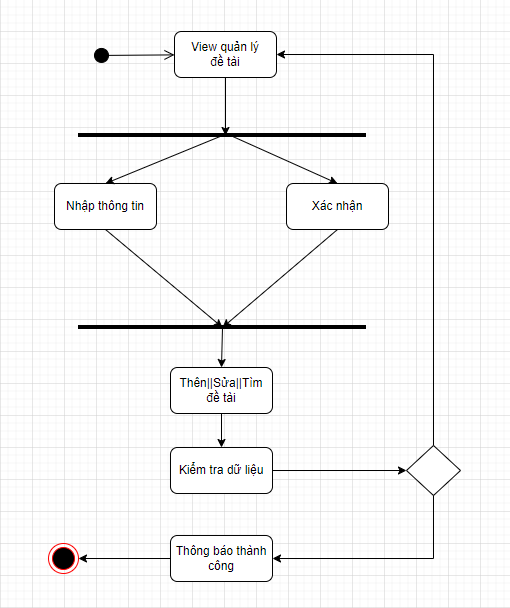 View quản lý
đề tài
Nhập thông tin
Xác nhận
Thên||Sửa||Tìm
đề tài
Kiểm tra dữ liệu
Thông báo thành
công